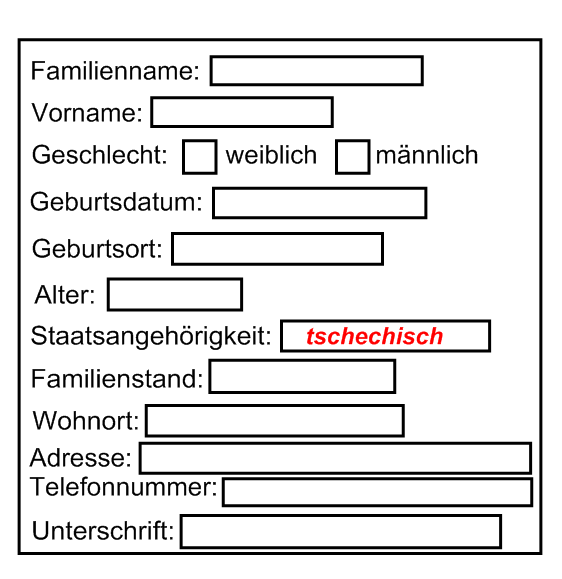 Familienname:
Vorname:
Geschlecht: weiblich männlich
Geburtsdatum:
Geburtsort:
Alter:
Staatsangehörigkeit: tschechisch
Familienstand:
Wohnort:
Adresse:
Telefonnummer:
Unterschrift: